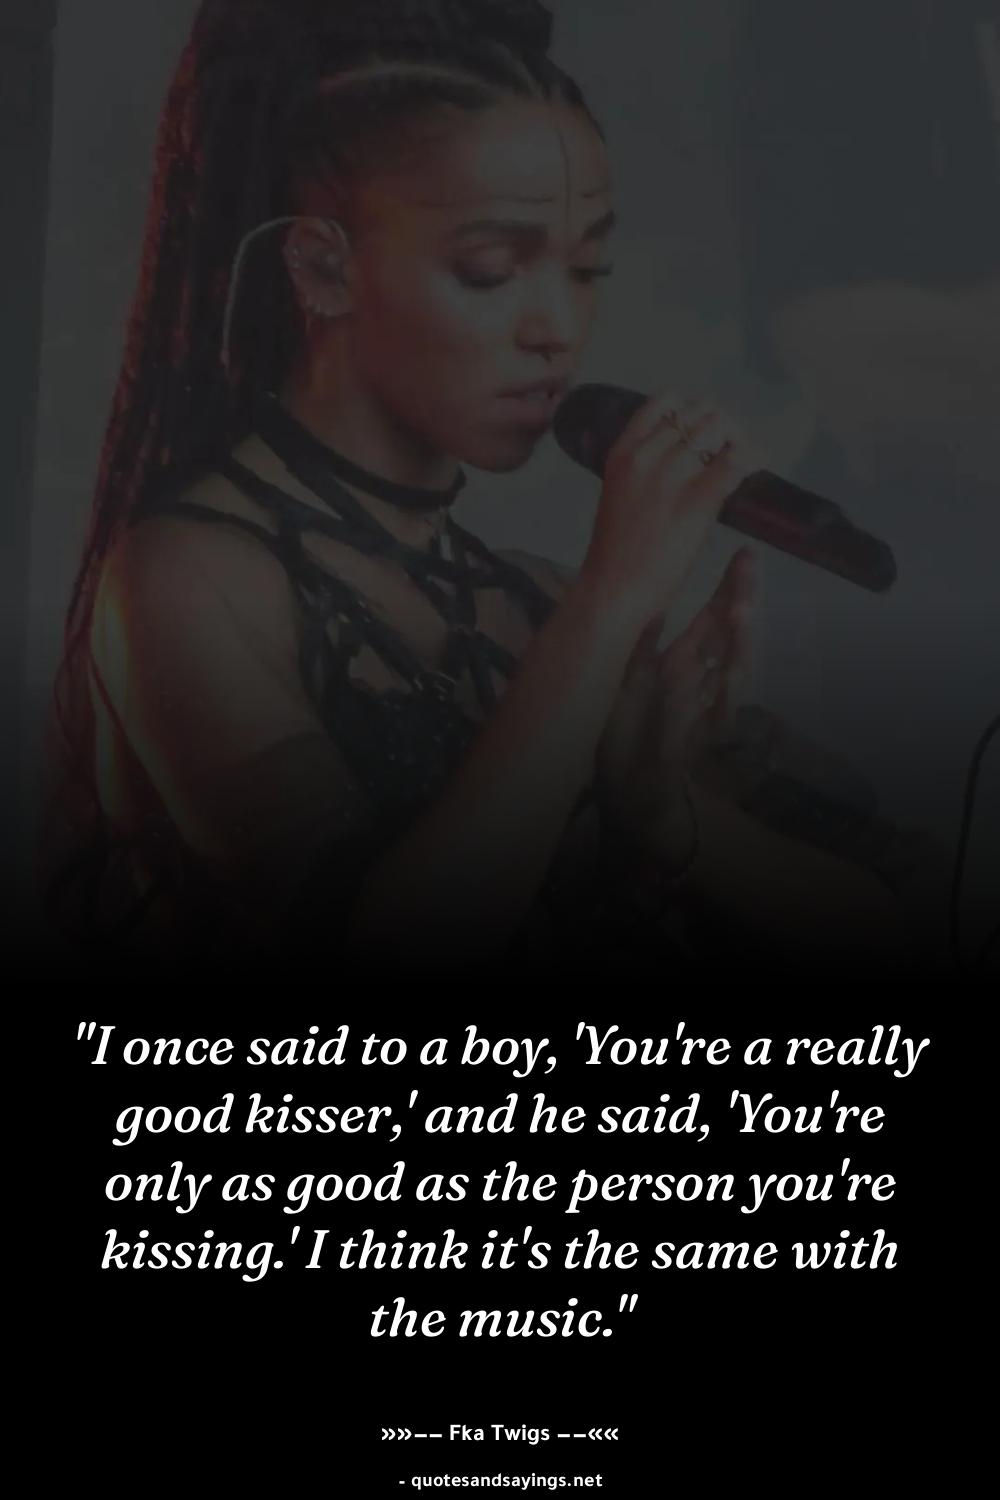 "I once said to a boy, 'You're a really
good kisser,' and he said, 'You're
only as good as the person you're
kissing.' I think it's the same with
the music."
»»−− Fka Twigs −−««
- quotesandsayings.net